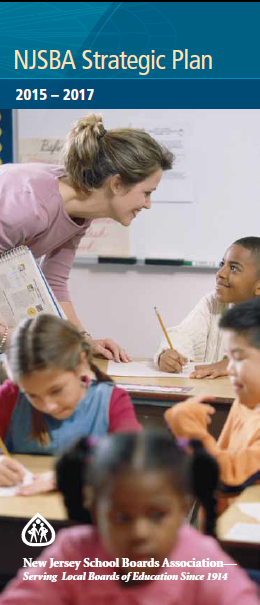 NJSBA Strategic Plan
2015 – 2017
New Jersey School Boards Association—
Serving Local Boards of Education Since 1914